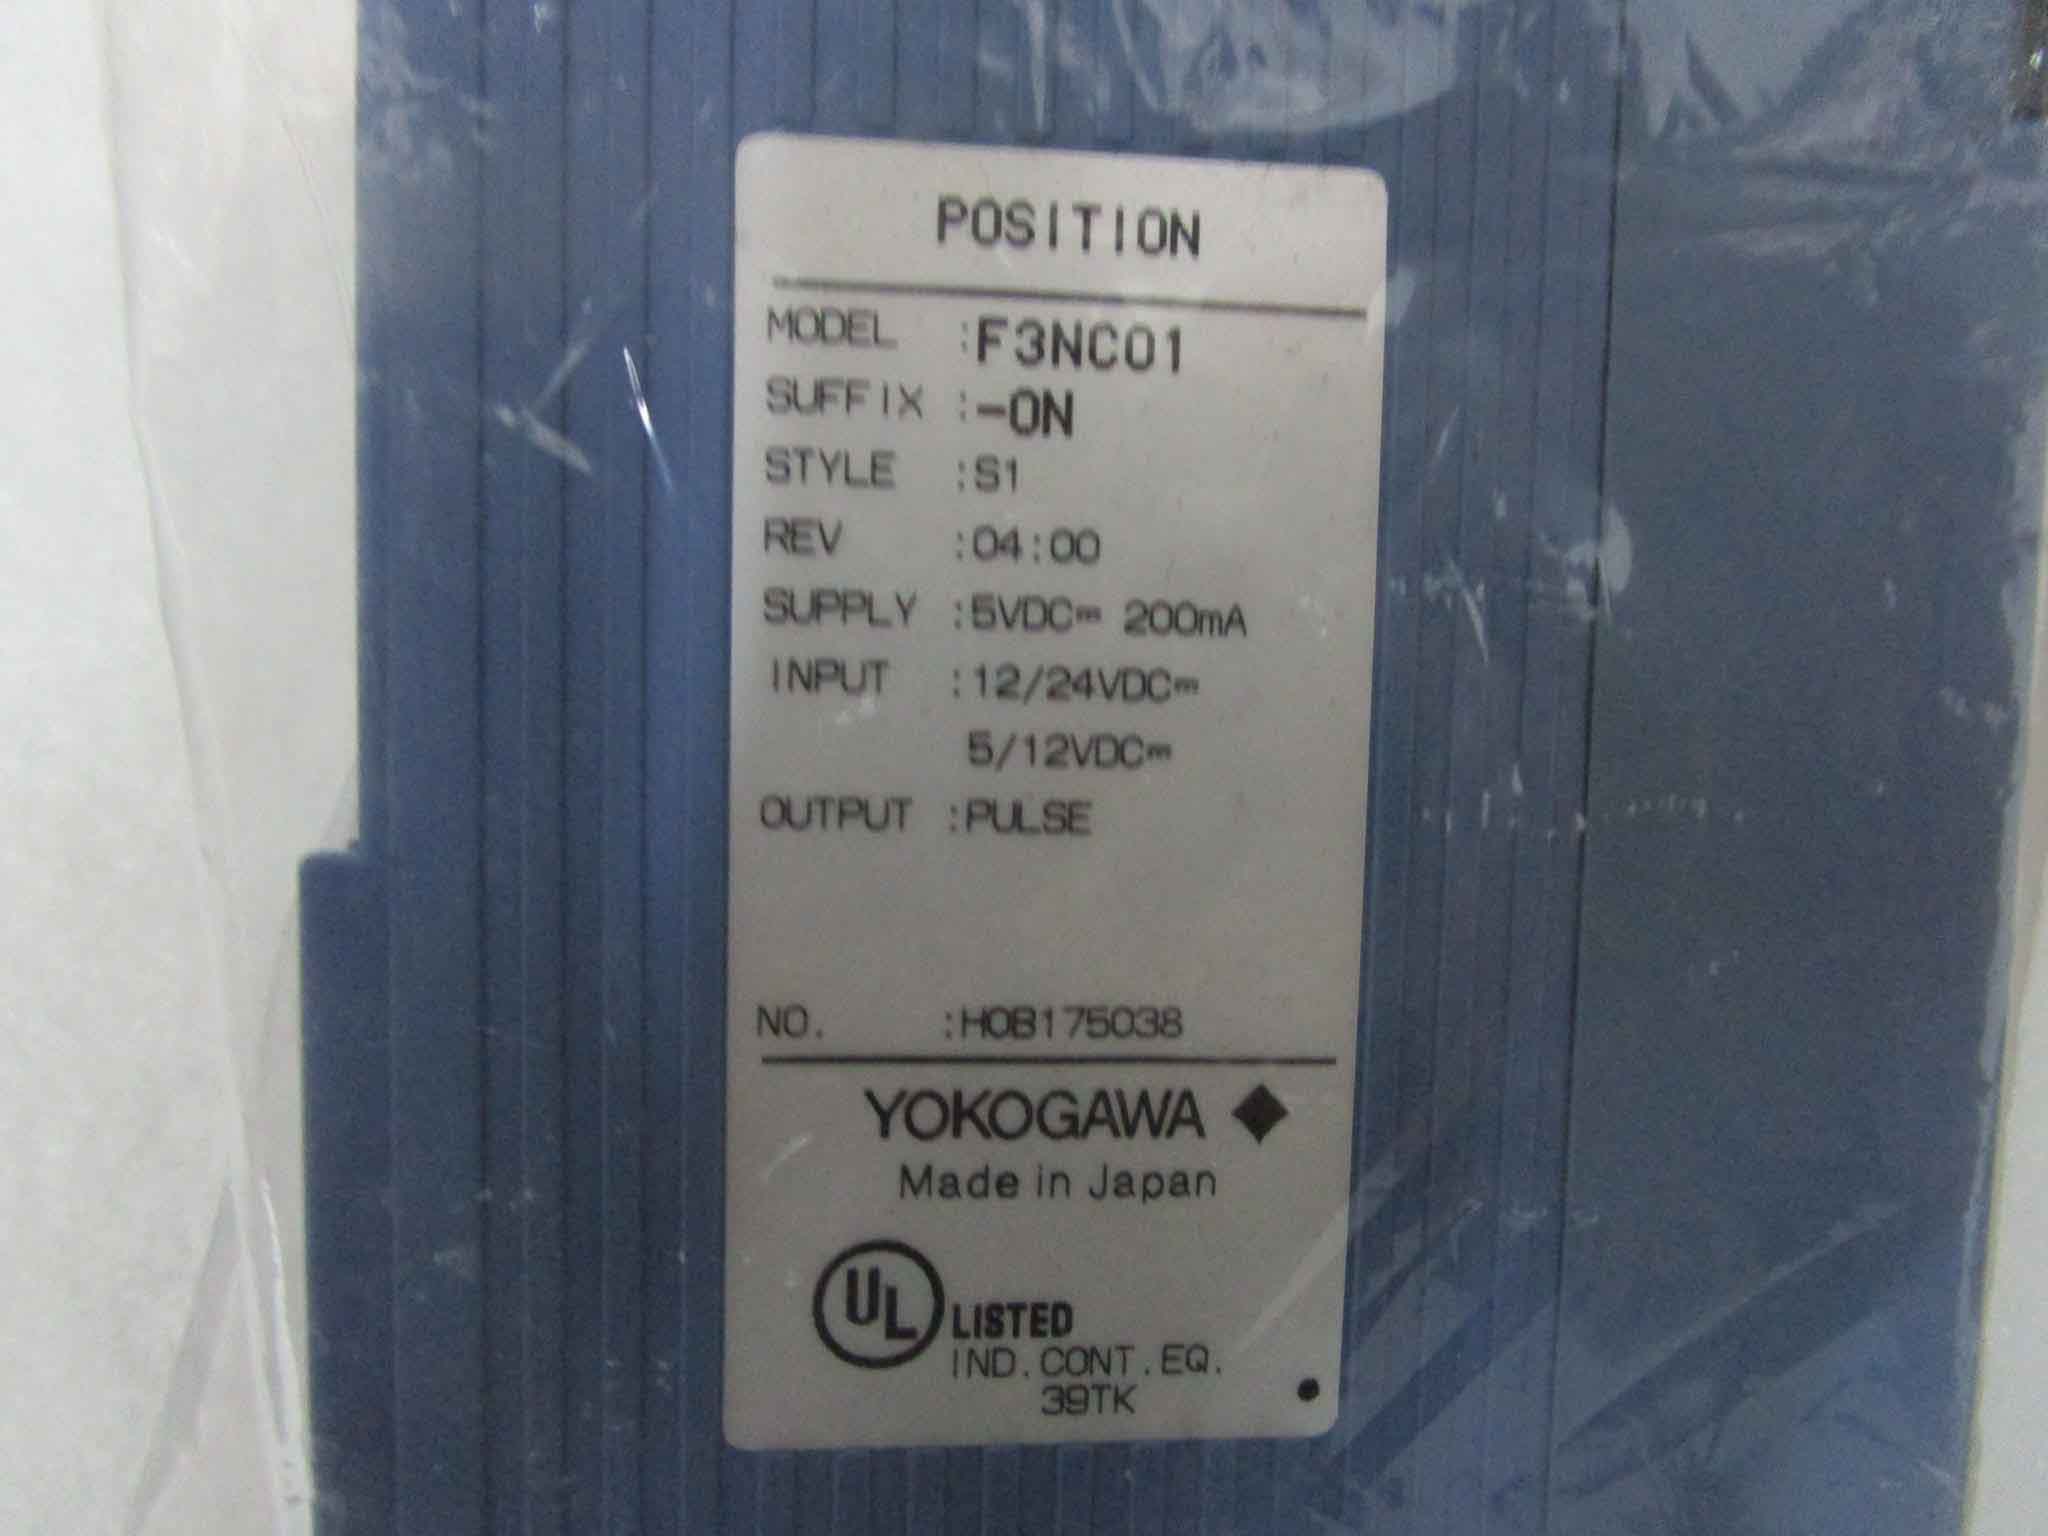 POSITION
MODEL :F3NC01
SUFFIX :-0N
STYLE :S1
REV :04:00
SUPPLY :5VDC⎓ 200mA
INPUT :12/24VDC⎓
5/12VDC⎓
OUTPUT :PULSE
NO. :H0B175038
YOKOGAWA ◆
Made in Japan
UL LISTED
IND.CONT.EQ.
39TK